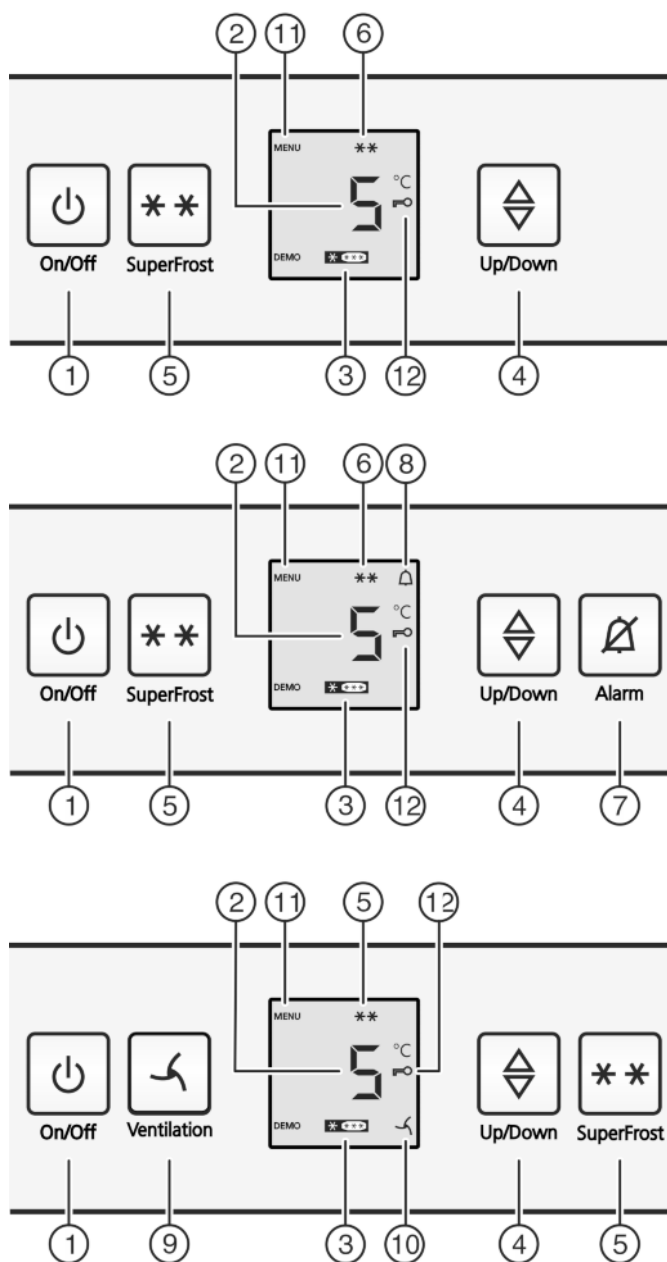 2 11 6
MENU **
5 °C
DEMO * ***
On/Off SuperFrost Up/Down
1 5 3 12 4
2 11 6 8
MENU **
5 °C
DEMO * ***
On/Off SuperFrost Up/Down Alarm
1 5 3 12 4 7
2 11 5 12
MENU **
5 °C
DEMO * ***
On/Off Ventilation Up/Down SuperFrost
1 9 3 10 4 5